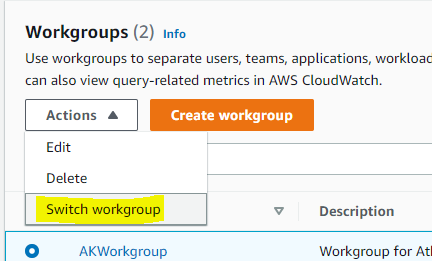 Workgroups (2) Info
Use workgroups to separate users, teams, applications, workload
can also view query-related metrics in AWS CloudWatch.
Actions Create workgroup
Edit
Delete
Switch workgroup
Description
AKWorkgroup Workgroup for Atl